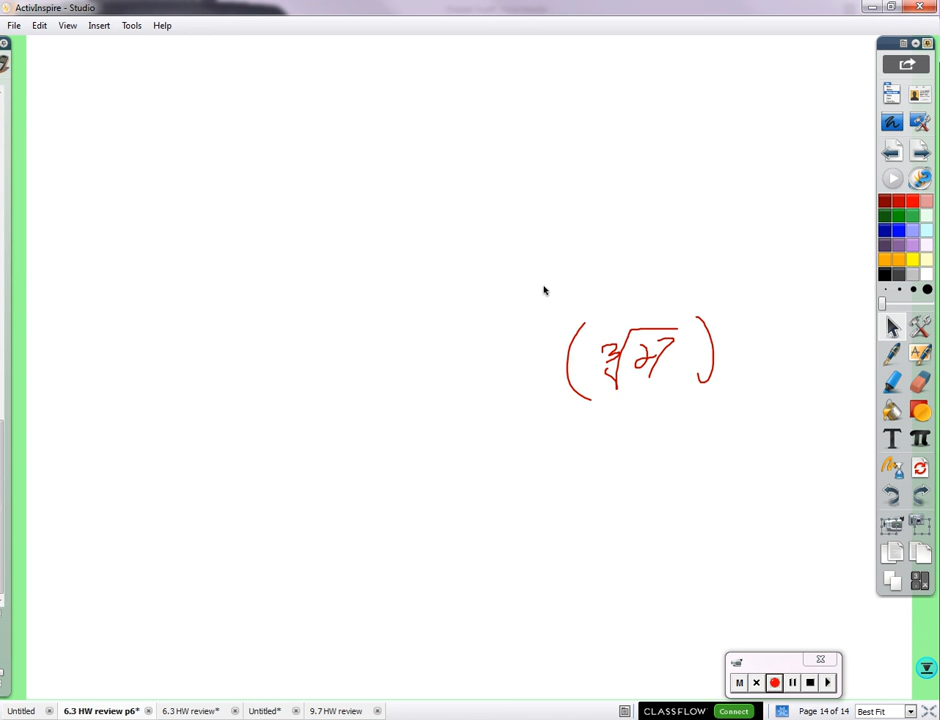 ActivInspire - Studio
File Edit View Insert Tools Help
(∛27)
M
Untitled 6.3 HW review p6* 6.3 HW review* Untitled* 9.7 HW review CLASSFLOW Connect Page 14 of 14 Best Fit